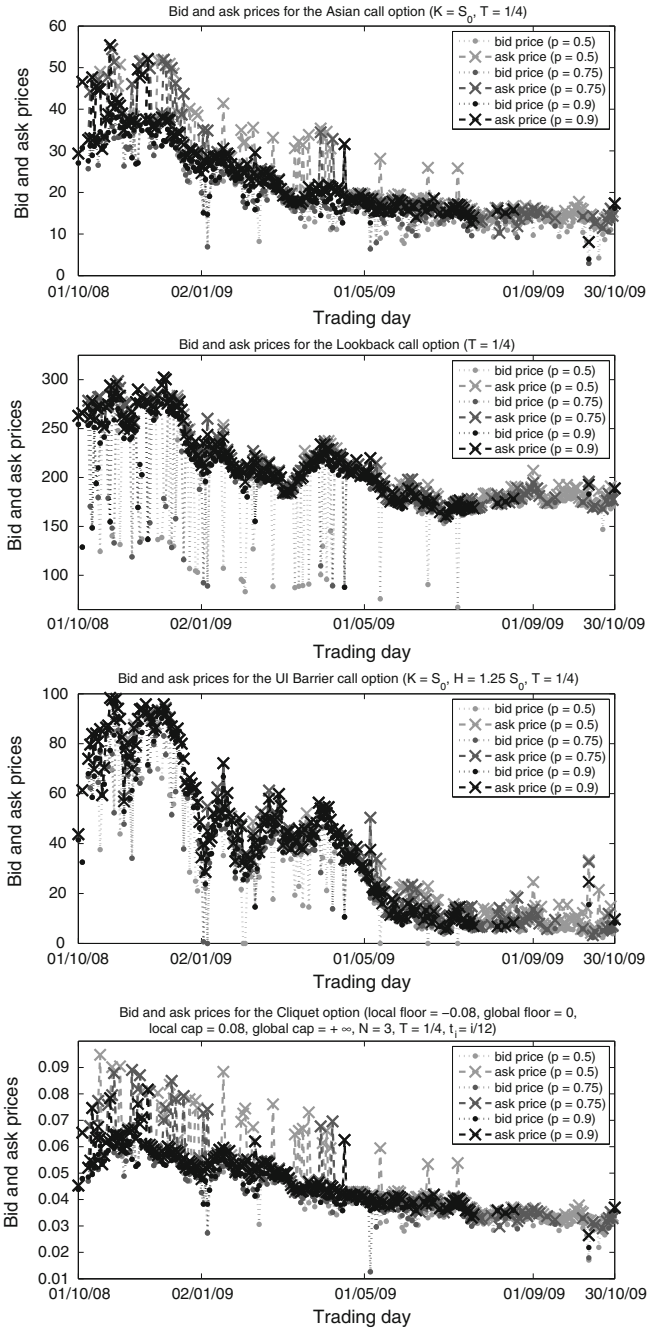 Bid and ask prices for the Asian call option (K = S0, T = 1/4)
Bid and ask prices
60
50
40
30
20
10
0
bid price (p = 0.5)
ask price (p = 0.5)
bid price (p = 0.75)
ask price (p = 0.75)
bid price (p = 0.9)
ask price (p = 0.9)
01/10/08 02/01/09 01/05/09 01/09/09 30/10/09
Trading day
Bid and ask prices for the Lookback call option (T = 1/4)
Bid and ask prices
300
250
200
150
100
bid price (p = 0.5)
ask price (p = 0.5)
bid price (p = 0.75)
ask price (p = 0.75)
bid price (p = 0.9)
ask price (p = 0.9)
01/10/08 02/01/09 01/05/09 01/09/09 30/10/09
Trading day
Bid and ask prices for the UI Barrier call option (K = S0, H = 1.25 S0, T = 1/4)
Bid and ask prices
100
80
60
40
20
0
bid price (p = 0.5)
ask price (p = 0.5)
bid price (p = 0.75)
ask price (p = 0.75)
bid price (p = 0.9)
ask price (p = 0.9)
01/10/08 02/01/09 01/05/09 01/09/09 30/10/09
Trading day
Bid and ask prices for the Cliquet option (local floor = −0.08, global floor = 0,
local cap = 0.08, global cap = + ∞, N = 3, T = 1/4, ti = i/12)
Bid and ask prices
0.09
0.08
0.07
0.06
0.05
0.04
0.03
0.02
0.01
bid price (p = 0.5)
ask price (p = 0.5)
bid price (p = 0.75)
ask price (p = 0.75)
bid price (p = 0.9)
ask price (p = 0.9)
01/10/08 02/01/09 01/05/09 01/09/09 30/10/09
Trading day